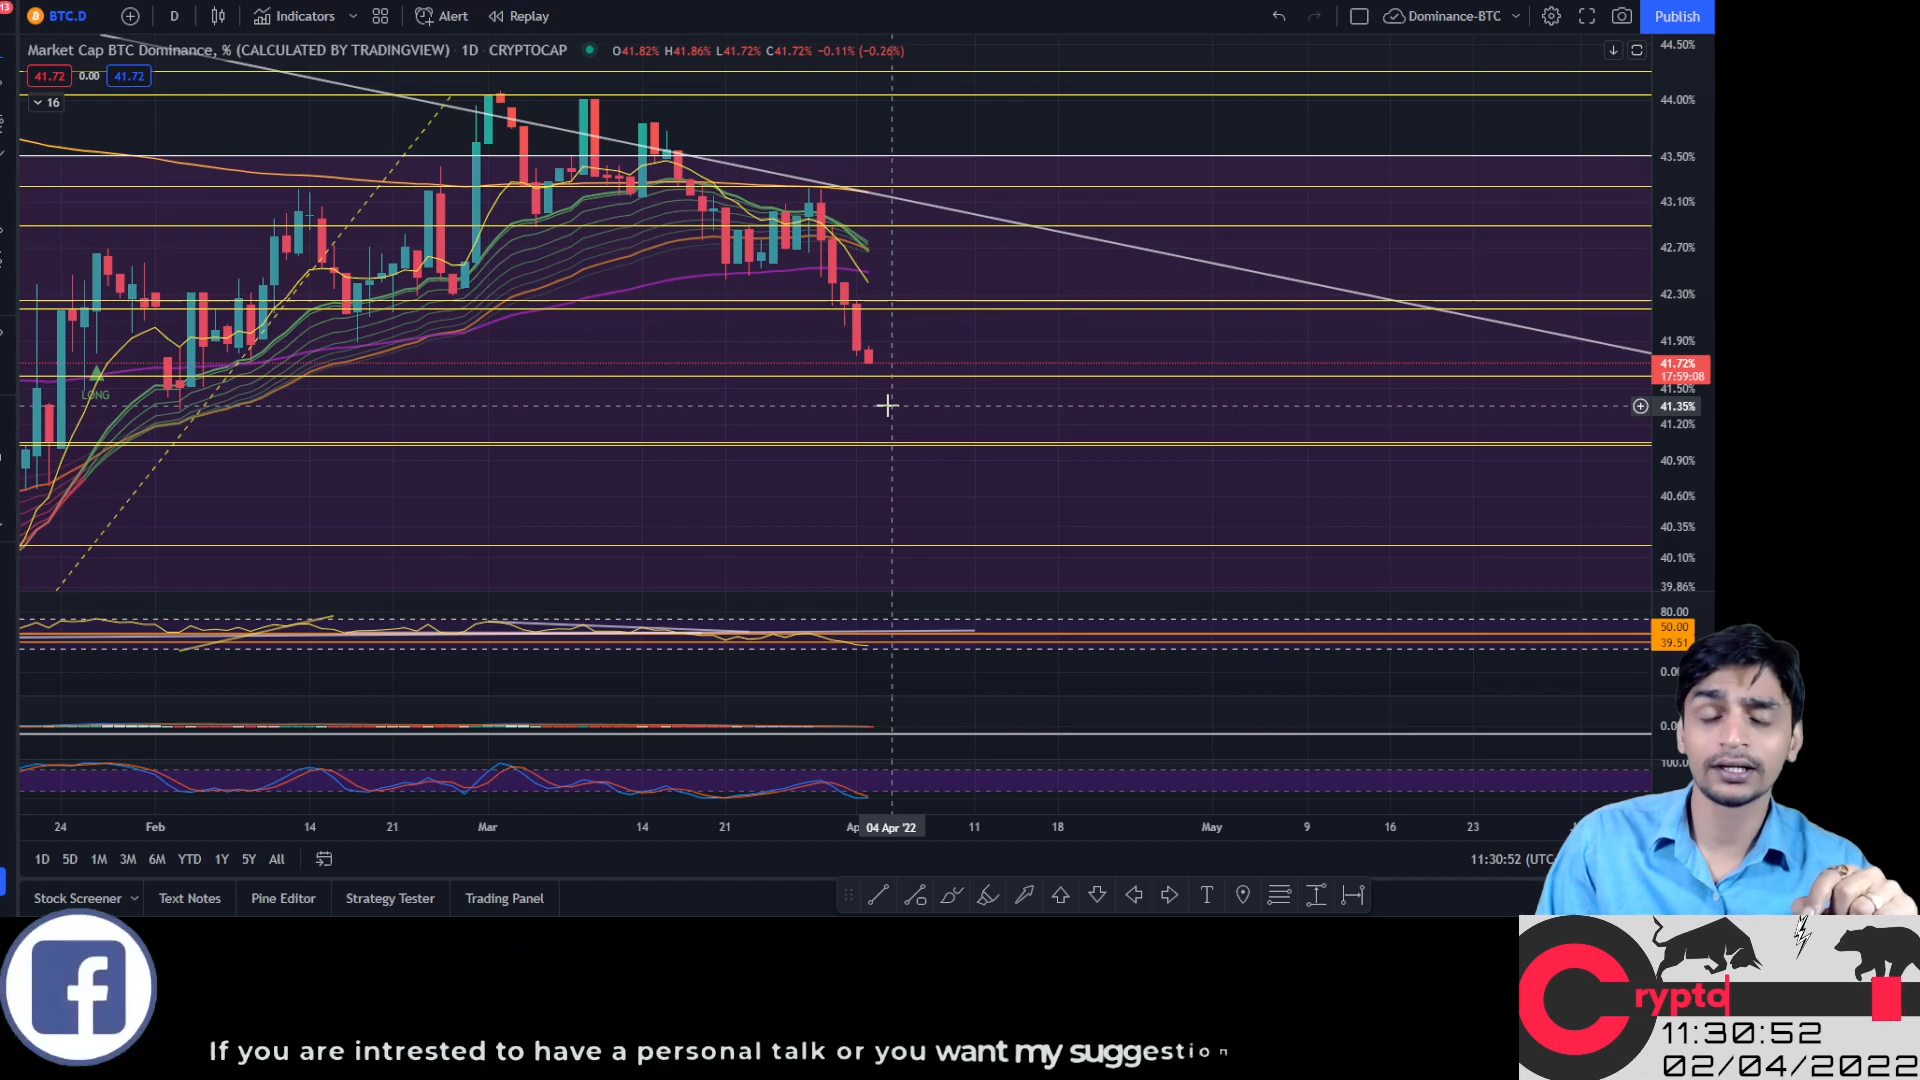 13
BTC.D
D
Indicators
Alert
Replay
Dominance-BTC
Publish
Market Cap BTC Dominance, % (CALCULATED BY TRADINGVIEW) · 1D · CRYPTOCAP
O41.82% H41.86% L41.72% C41.72% −0.11% (−0.26%)
41.72 0.00 41.72
16
44.50%
44.00%
43.50%
43.10%
42.70%
42.30%
41.90%
41.72%
17:59:08
41.50%
41.35%
41.20%
40.90%
40.60%
40.35%
40.10%
39.86%
LONG
80.00
50.00
39.51
24 Feb 14 21 Mar 14 21 04 Apr '22 11 18 May 9 16 23
1D 5D 1M 3M 6M YTD 1Y 5Y All
11:30:52 (UTC
Stock Screener
Text Notes
Pine Editor
Strategy Tester
Trading Panel
f
If you are intrested to have a personal talk or you want my suggestion
Crypto
11:30:52
02/04/2022